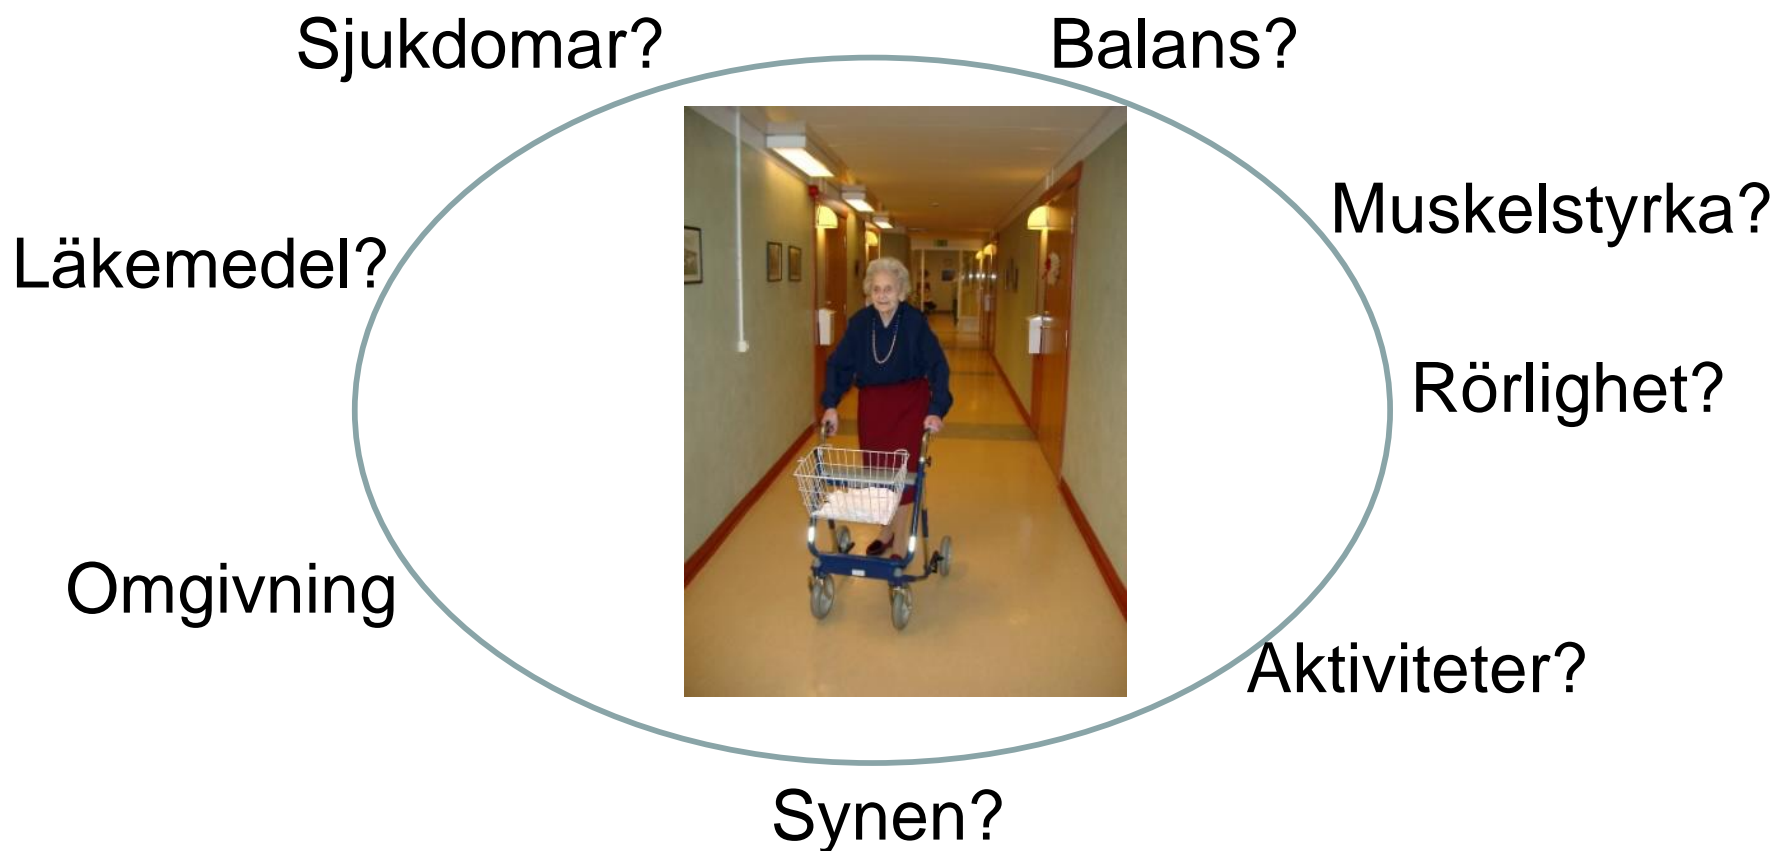 Sjukdomar?
Balans?
Muskelstyrka?
Läkemedel?
Rörlighet?
Omgivning
Aktiviteter?
Synen?